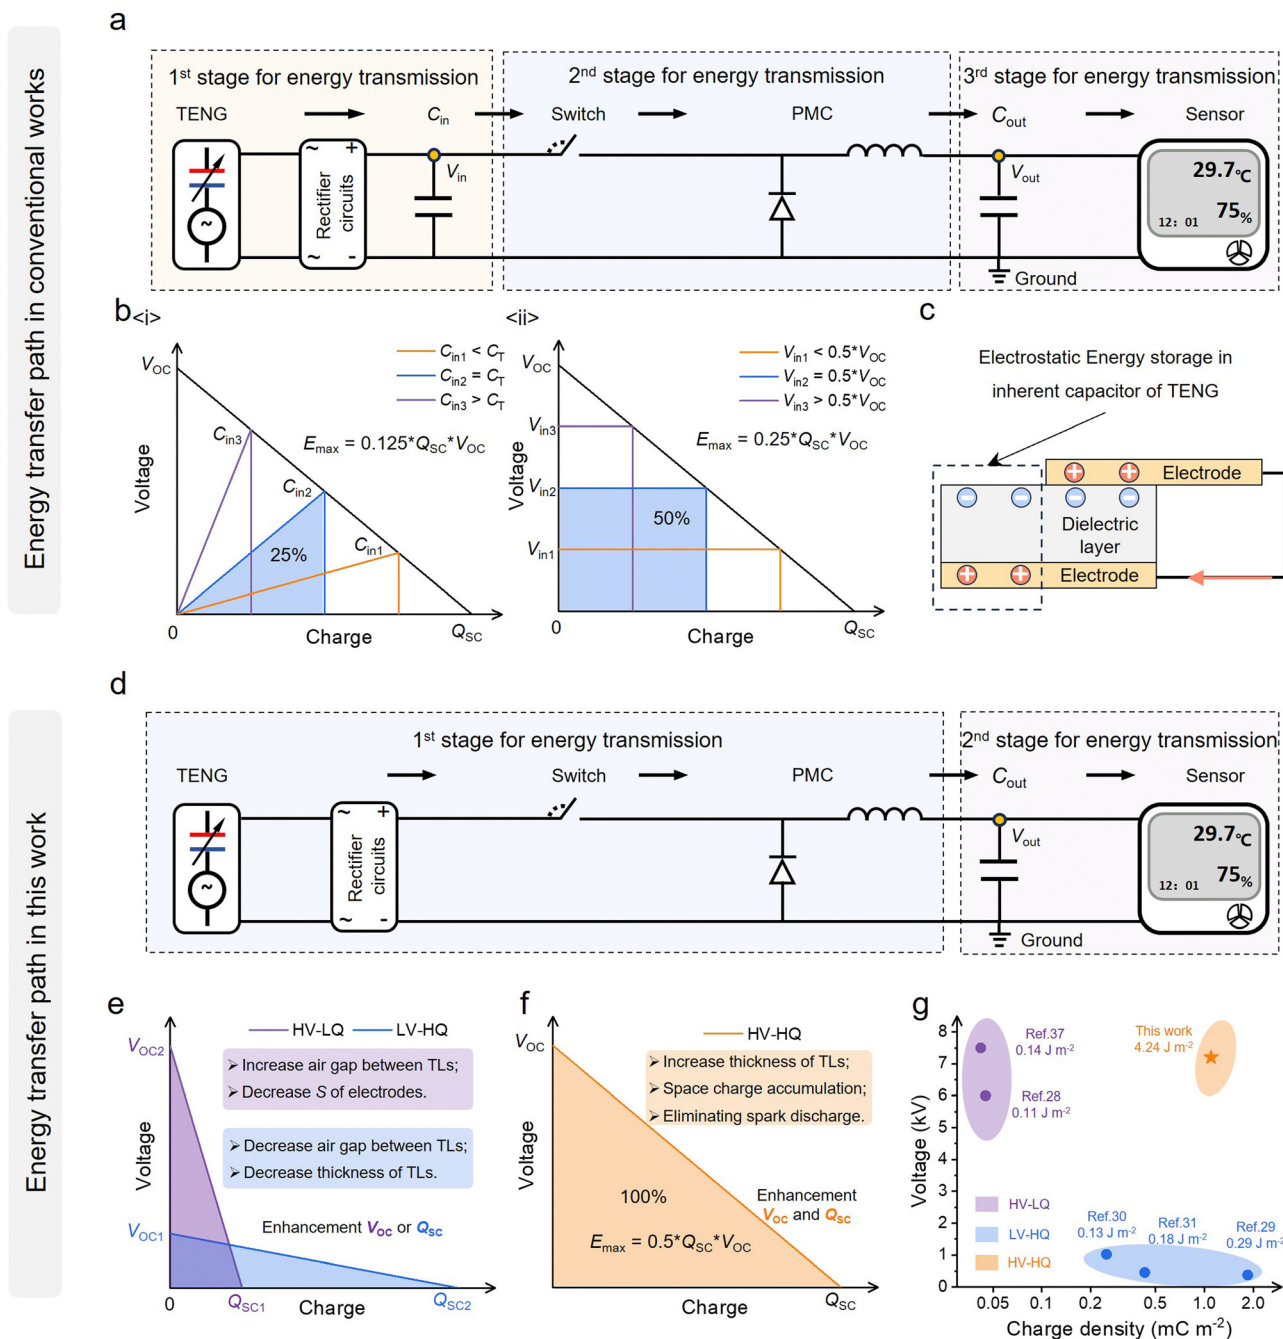 Energy transfer path in conventional works
a
1st stage for energy transmission
2nd stage for energy transmission
3rd stage for energy transmission
TENG
Cin
Switch
PMC
Cout
Sensor
~ +
Rectifier circuits
~ -
~
Vin
Vout
Ground
29.7℃
75%
12: 01
b
<i>
VOC
Voltage
Cin1 < CT
Cin2 = CT
Cin3 > CT
Emax = 0.125*QSC*VOC
Cin3
Cin2
Cin1
25%
0
Charge
QSC
<ii>
VOC
Vin3
Vin2
Vin1
Voltage
Vin1 < 0.5*VOC
Vin2 = 0.5*VOC
Vin3 > 0.5*VOC
Emax = 0.25*QSC*VOC
50%
0
Charge
QSC
c
Electrostatic Energy storage in
inherent capacitor of TENG
+ + Electrode
− − − −
Dielectric
layer
+ + Electrode
Energy transfer path in this work
d
1st stage for energy transmission
2nd stage for energy transmission
TENG
Switch
PMC
Cout
Sensor
~ +
Rectifier circuits
~ -
~
Vout
Ground
29.7℃
75%
12: 01
e
HV-LQ
LV-HQ
VOC2
➢ Increase air gap between TLs;
➢ Decrease S of electrodes.
➢ Decrease air gap between TLs;
➢ Decrease thickness of TLs.
Voltage
VOC1
Enhancement VOC or QSC
0
QSC1
Charge
QSC2
f
HV-HQ
VOC
➢ Increase thickness of TLs;
➢ Space charge accumulation;
➢ Eliminating spark discharge.
Voltage
100%
Enhancement
VOC and QSC
Emax = 0.5*QSC*VOC
Charge
QSC
g
Voltage (kV)
8
7
6
5
4
3
2
1
0
Ref.37
0.14 J m-2
This work
4.24 J m-2
Ref.28
0.11 J m-2
HV-LQ
LV-HQ
HV-HQ
Ref.30
0.13 J m-2
Ref.31
0.18 J m-2
Ref.29
0.29 J m-2
0.05 0.1 0.2 0.5 1.0 2.0
Charge density (mC m-2)